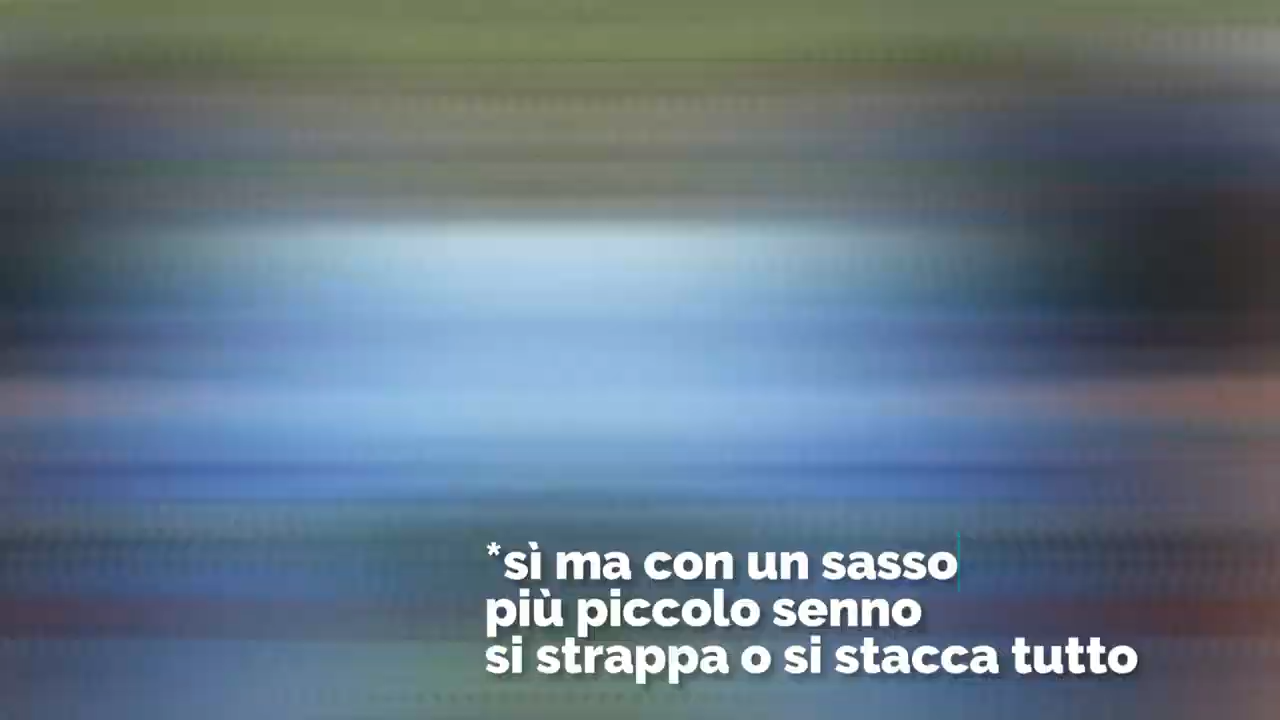 *sì ma con un sasso
più piccolo senno
si strappa o si stacca tutto